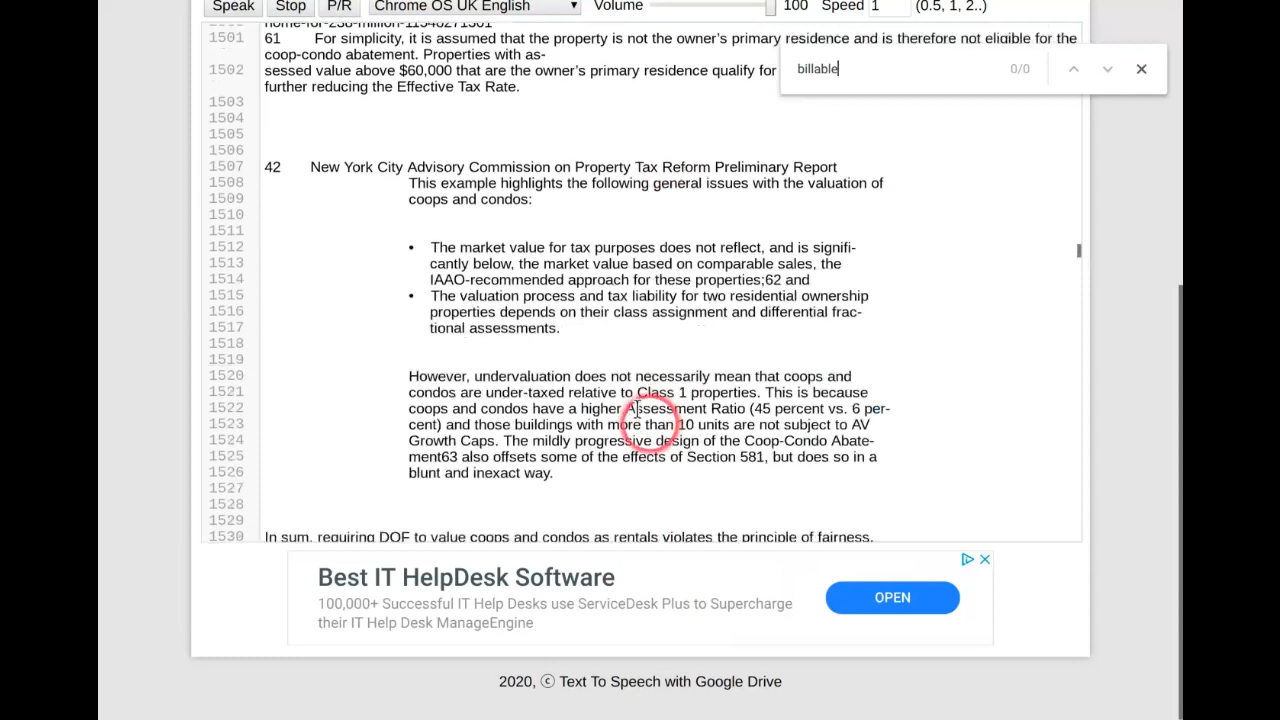 Speak Stop P/R Chrome OS UK English Volume 100 Speed 1 (0.5, 1, 2..)
1501 61 For simplicity, it is assumed that the property is not the owner's primary residence and is therefore not eligible for the
coop-condo abatement. Properties with as-
1502 sessed value above $60,000 that are the owner's primary residence qualify for
further reducing the Effective Tax Rate.
billable 0/0
1503
1504
1505
1506
1507 42 New York City Advisory Commission on Property Tax Reform Preliminary Report
1508 This example highlights the following general issues with the valuation of
1509 coops and condos:
1510
1511
1512 • The market value for tax purposes does not reflect, and is signifi-
1513 cantly below, the market value based on comparable sales, the
1514 IAAO-recommended approach for these properties;62 and
1515 • The valuation process and tax liability for two residential ownership
1516 properties depends on their class assignment and differential frac-
1517 tional assessments.
1518
1519
1520 However, undervaluation does not necessarily mean that coops and
1521 condos are under-taxed relative to Class 1 properties. This is because
1522 coops and condos have a higher Assessment Ratio (45 percent vs. 6 per-
1523 cent) and those buildings with more than 10 units are not subject to AV
1524 Growth Caps. The mildly progressive design of the Coop-Condo Abate-
1525 ment63 also offsets some of the effects of Section 581, but does so in a
1526 blunt and inexact way.
1527
1528
1529
1530 In sum, requiring DOF to value coops and condos as rentals violates the principle of fairness.
Best IT HelpDesk Software
100,000+ Successful IT Help Desks use ServiceDesk Plus to Supercharge
their IT Help Desk ManageEngine
OPEN
2020, ⓒ Text To Speech with Google Drive